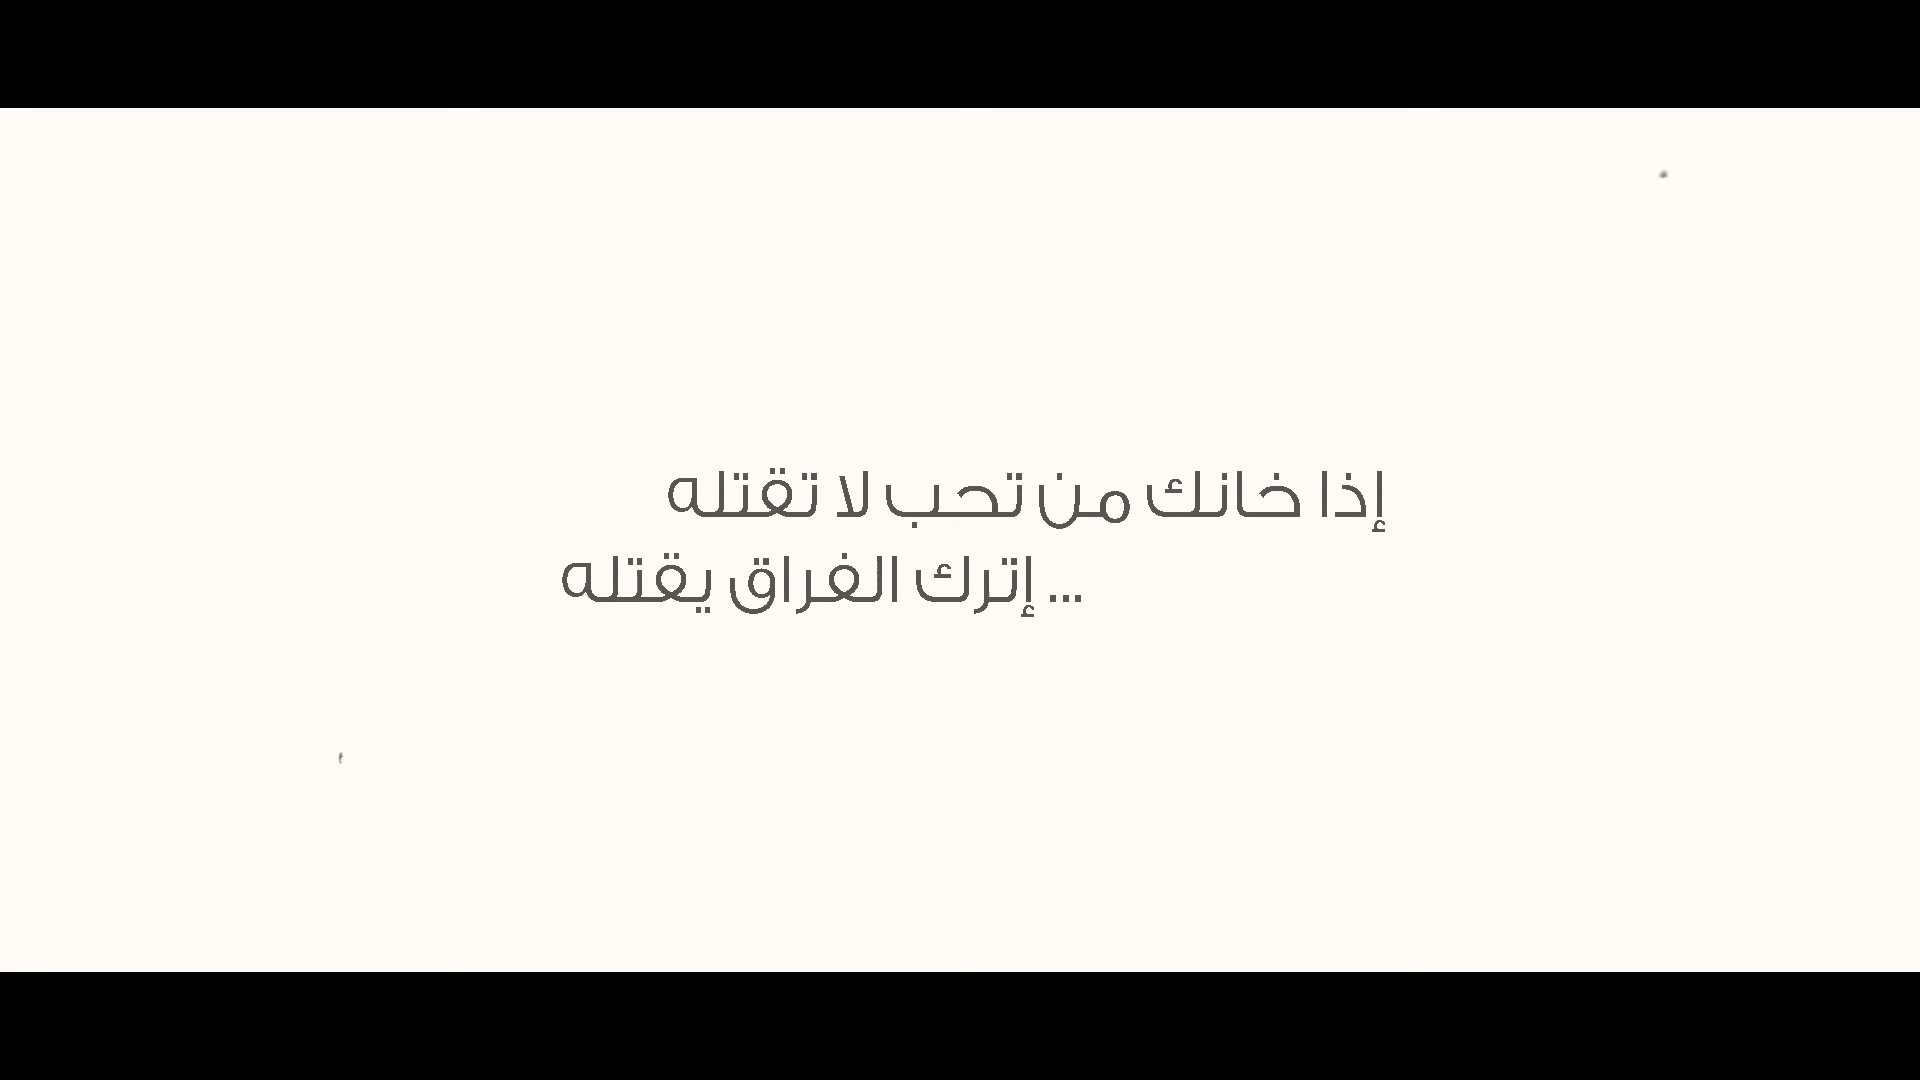 إذا خانك من تحب لا تقتله
... إترك الفراق يقتله